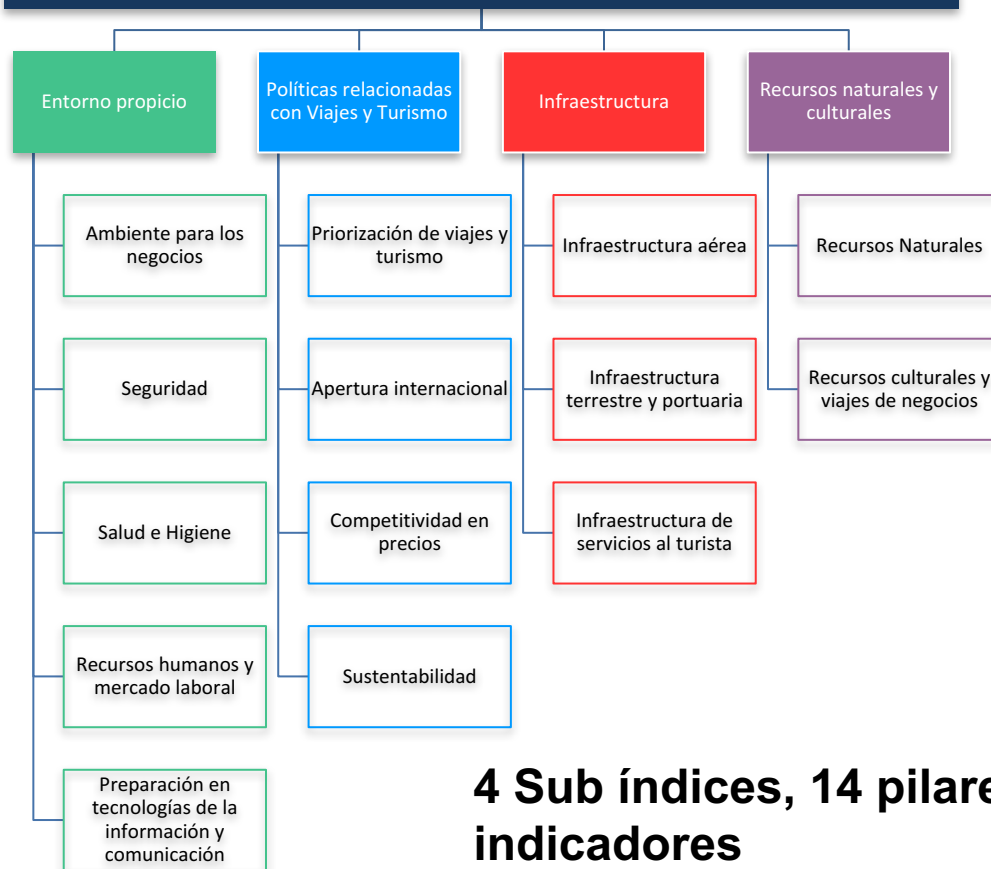 Entorno propicio
Políticas relacionadas
con Viajes y Turismo
Infraestructura
Recursos naturales y
culturales
Ambiente para los
negocios
Priorización de viajes y
turismo
Infraestructura aérea
Recursos Naturales
Seguridad
Apertura internacional
Infraestructura
terrestre y portuaria
Recursos culturales y
viajes de negocios
Salud e Higiene
Competitividad en
precios
Infraestructura de
servicios al turista
Recursos humanos y
mercado laboral
Sustentabilidad
Preparación en
tecnologías de la
información y
comunicación
4 Sub índices, 14 pilare
indicadores